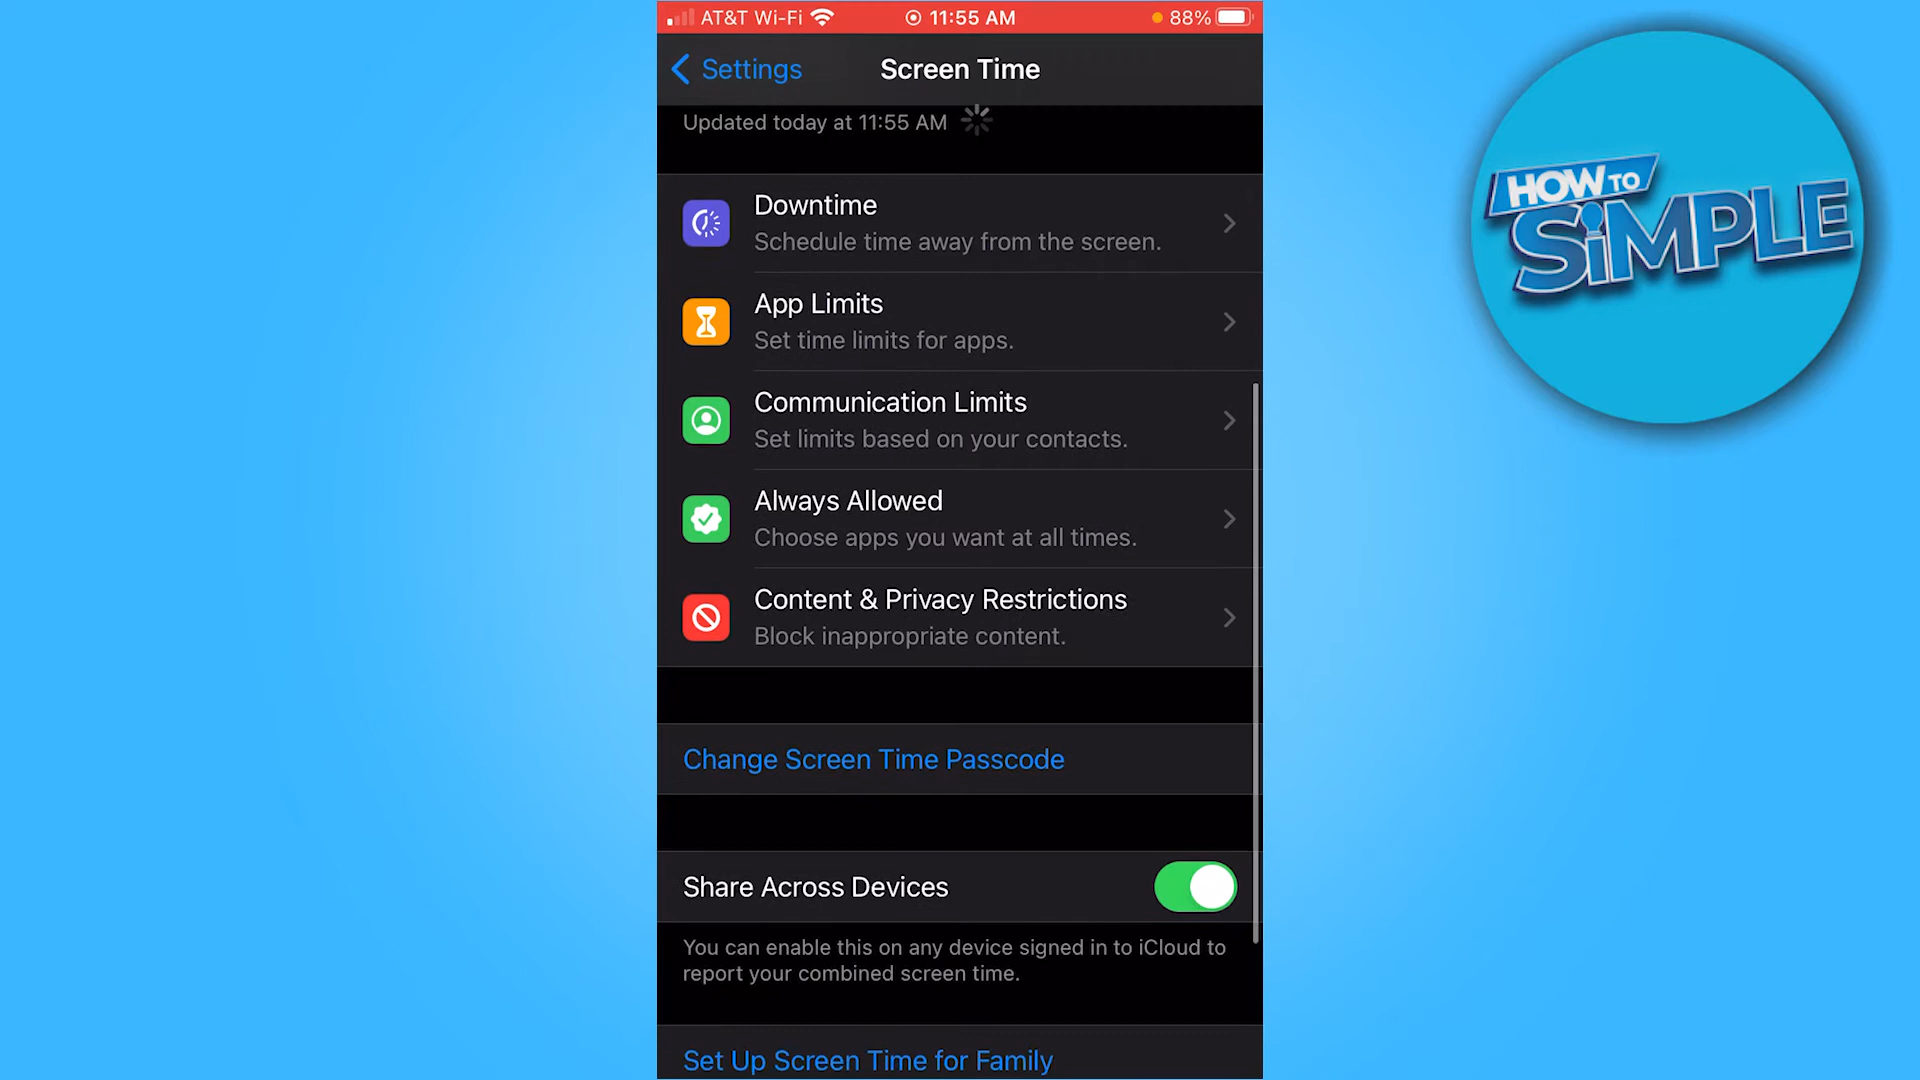 AT&T Wi-Fi 11:55 AM 88%
Settings Screen Time
Updated today at 11:55 AM
Downtime
Schedule time away from the screen.
App Limits
Set time limits for apps.
Communication Limits
Set limits based on your contacts.
Always Allowed
Choose apps you want at all times.
Content & Privacy Restrictions
Block inappropriate content.
Change Screen Time Passcode
Share Across Devices
You can enable this on any device signed in to iCloud to
report your combined screen time.
Set Up Screen Time for Family
HOW TO
SiMPLE